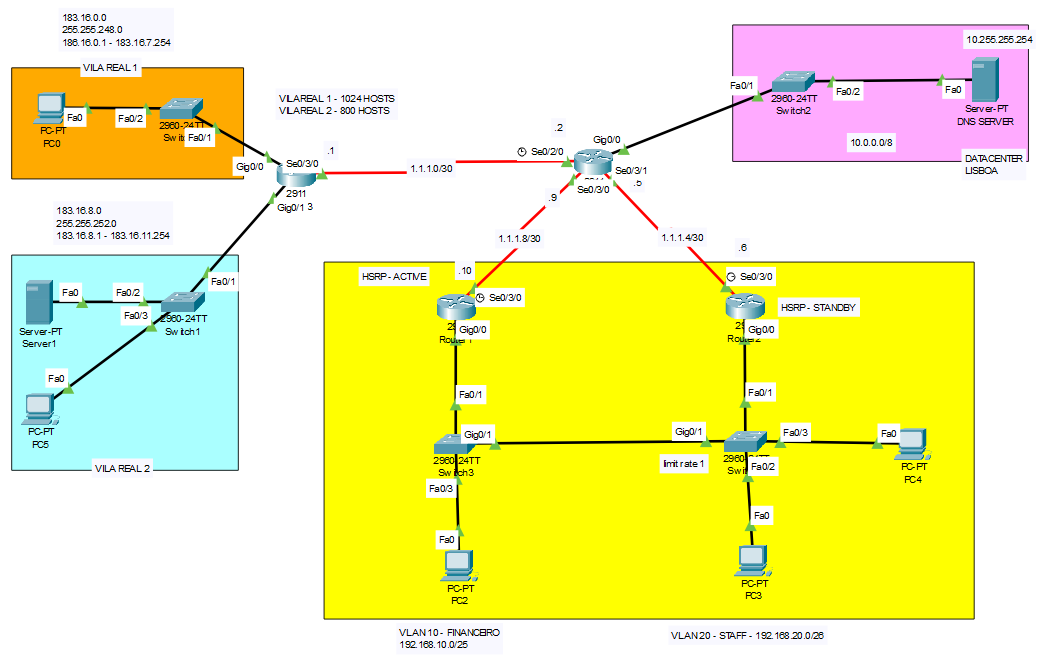 183.16.0.0
255.255.248.0
186.16.0.1 - 183.16.7.254
VILA REAL 1
PC-PT
PC0
Fa0
Fa0/2
2960-24TT
Fa0/1
Gig0/0
VILAREAL 1 - 1024 HOSTS
VILAREAL 2 - 800 HOSTS
Se0/3/0
.1
2911
Gig0/1 3
1.1.1.0/30
.2
Se0/2/0
Gig0/0
Se0/3/1
Se0/3/0
.5
.9
1.1.1.8/30
1.1.1.4/30
10.255.255.254
Fa0/1
2960-24TT
Switch2
Fa0/2
Fa0
Server-PT
DNS SERVER
10.0.0.0/8
DATACENTER
LISBOA
183.16.8.0
255.255.252.0
183.16.8.1 - 183.16.11.254
Fa0/1
Fa0
Fa0/2
Fa0/3
2960-24TT
Switch1
Server-PT
Server1
Fa0
PC-PT
PC5
VILA REAL 2
HSRP - ACTIVE
.10
Se0/3/0
Gig0/0
Router1
.6
Se0/3/0
HSRP - STANDBY
Gig0/0
Router2
Fa0/1
Gig0/1
2960-24TT
Switch3
Fa0/3
Fa0
PC-PT
PC2
Fa0/1
Gig0/1
limit rate 1
Fa0/3
Fa0/2
Fa0
PC-PT
PC4
Fa0
PC-PT
PC3
VLAN 10 - FINANCEIRO
192.168.10.0/25
VLAN 20 - STAFF - 192.168.20.0/26